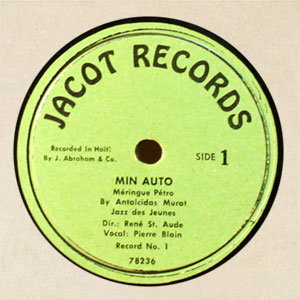 JACOT RECORDS
Recorded In Haiti
By J. Abraham & Co.
SIDE 1
MIN AUTO
Méringue Pétro
By Antalcidas Murat
Jazz des Jeunes
Dir.: René St. Aude
Vocal: Pierre Blain
Record No. 1
78236